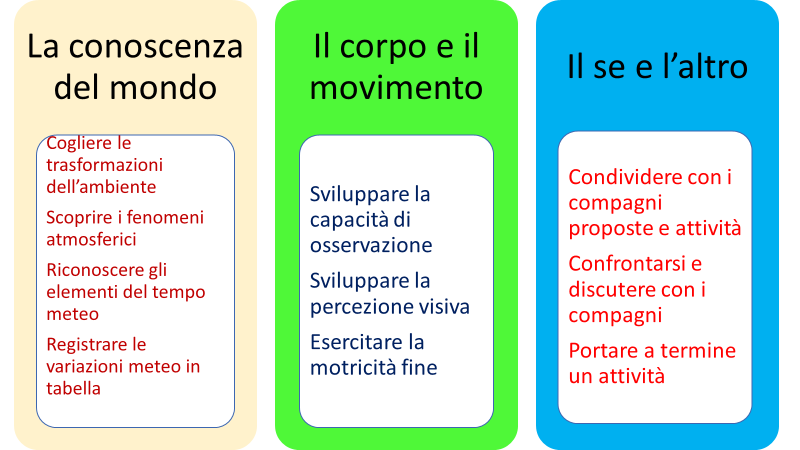 La conoscenza
del mondo
Cogliere le
trasformazioni
dell’ambiente
Scoprire i fenomeni
atmosferici
Riconoscere gli
elementi del tempo
meteo
Registrare le
variazioni meteo in
tabella
Il corpo e il
movimento
Sviluppare la
capacità di
osservazione
Sviluppare la
percezione visiva
Esercitare la
motricità fine
Il se e l’altro
Condividere con i
compagni
proposte e attività
Confrontarsi e
discutere con i
compagni
Portare a termine
un attività